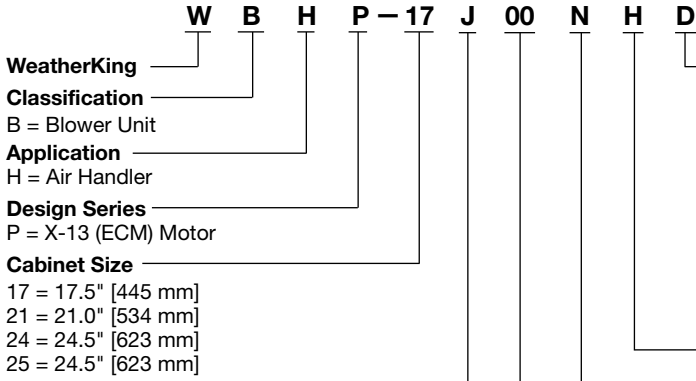 W B H P — 17 J 00 N H D
WeatherKing
Classification
B = Blower Unit
Application
H = Air Handler
Design Series
P = X-13 (ECM) Motor
Cabinet Size
17 = 17.5" [445 mm]
21 = 21.0" [534 mm]
24 = 24.5" [623 mm]
25 = 24.5" [623 mm]